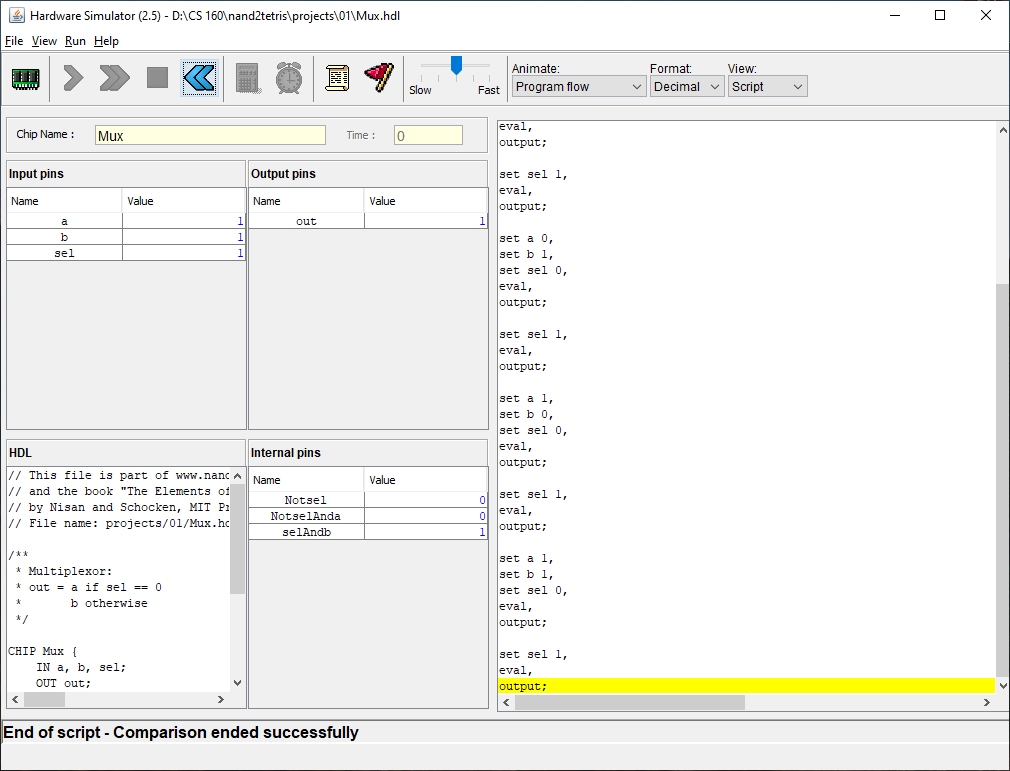 Hardware Simulator (2.5) - D:\CS 160\nand2tetris\projects\01\Mux.hdl
File View Run Help
Slow Fast
Animate: Format: View:
Program flow Decimal Script
Chip Name : Mux Time : 0
Input pins
Name Value
a 1
b 1
sel 1
Output pins
Name Value
out 1
HDL
// This file is part of www.nand
// and the book "The Elements of
// by Nisan and Schocken, MIT Pr
// File name: projects/01/Mux.hd
/**
* Multiplexor:
* out = a if sel == 0
* b otherwise
*/
CHIP Mux {
IN a, b, sel;
OUT out;
Internal pins
Name Value
Notsel 0
NotselAnda 0
selAndb 1
eval,
output;
set sel 1,
eval,
output;
set a 0,
set b 1,
set sel 0,
eval,
output;
set sel 1,
eval,
output;
set a 1,
set b 0,
set sel 0,
eval,
output;
set sel 1,
eval,
output;
set a 1,
set b 1,
set sel 0,
eval,
output;
set sel 1,
eval,
output;
End of script - Comparison ended successfully